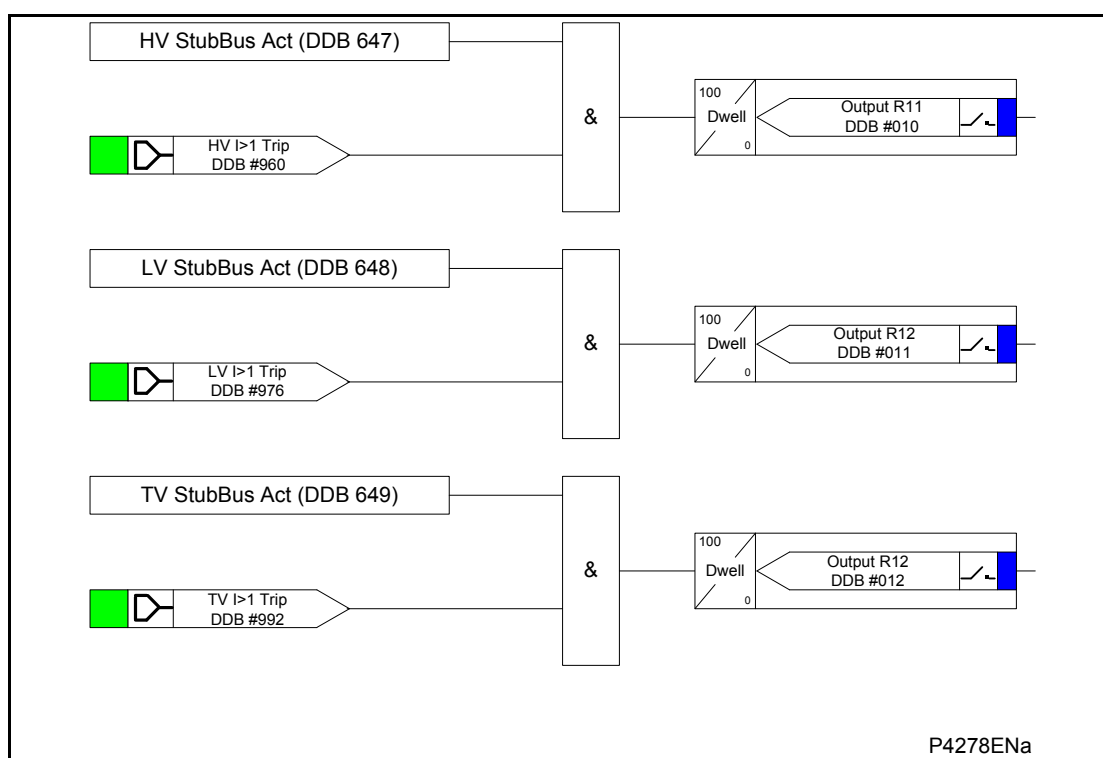 HV StubBus Act (DDB 647)
HV I>1 Trip
DDB #960
&
100
Dwell
0
Output R11
DDB #010
LV StubBus Act (DDB 648)
LV I>1 Trip
DDB #976
&
100
Dwell
0
Output R12
DDB #011
TV StubBus Act (DDB 649)
TV I>1 Trip
DDB #992
&
100
Dwell
0
Output R12
DDB #012
P4278ENa